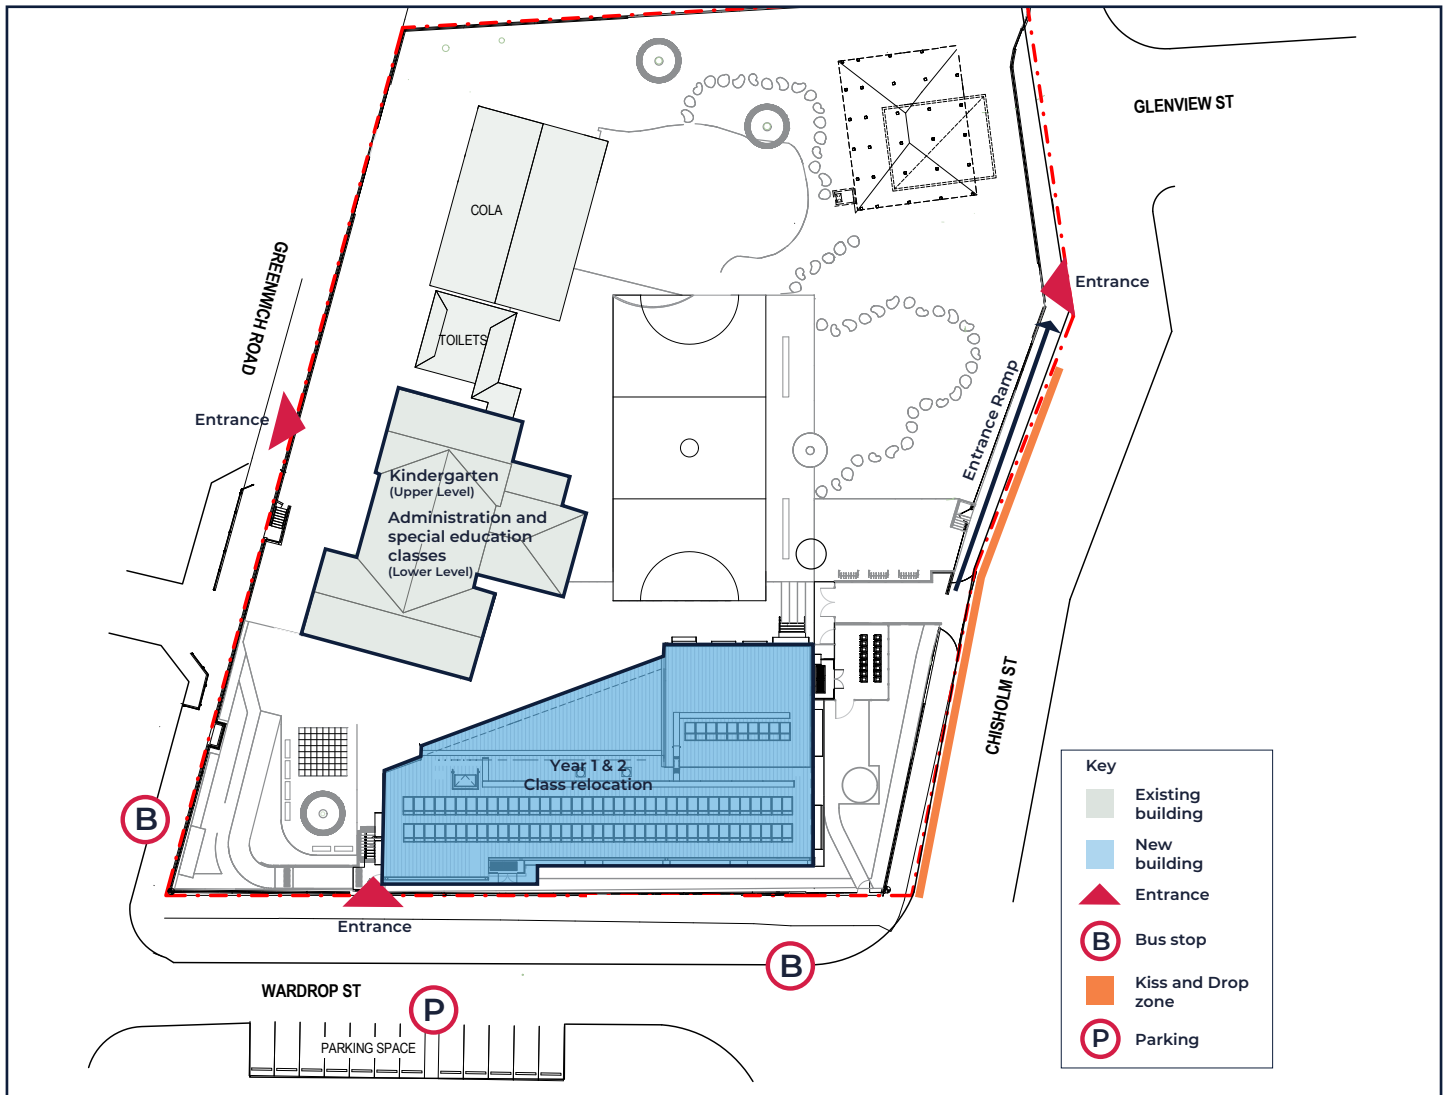 GLENVIEW ST
COLA
GREENWICH ROAD
Entrance
TOILETS
Entrance Ramp
Entrance
Kindergarten
(Upper Level)
Administration and
special education
classes
(Lower Level)
CHISHOLM ST
Year 1 & 2
Class relocation
B
Entrance
B
WARDROP ST
P
PARKING SPACE
Key
Existing
building
New
building
Entrance
B
Bus stop
Kiss and Drop
zone
P
Parking